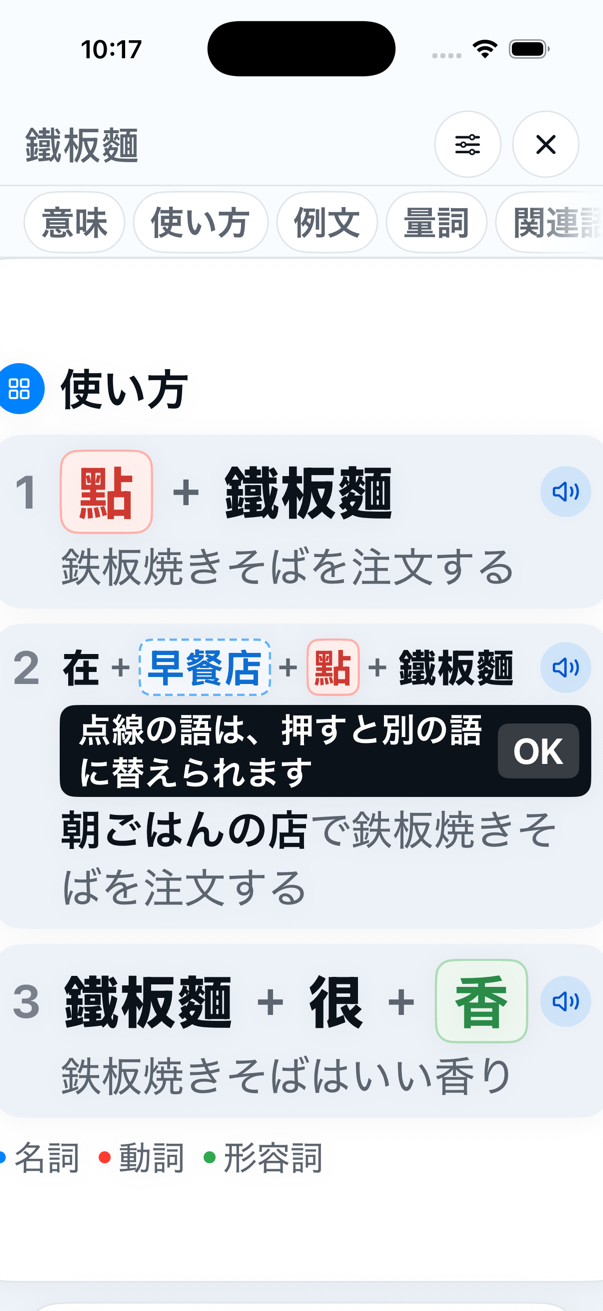 10:17
鐵板麵
意味 使い方 例文 量詞 関連
使い方
1 點 + 鐵板麵
鉄板焼きそばを注文する
2 在 + 早餐店 + 點 + 鐵板麵
点線の語は、押すと別の語
に替えられます
OK
朝ごはんの店で鉄板焼きそ
ばを注文する
3 鐵板麵 + 很 + 香
鉄板焼きそばはいい香り
名詞 動詞 形容詞